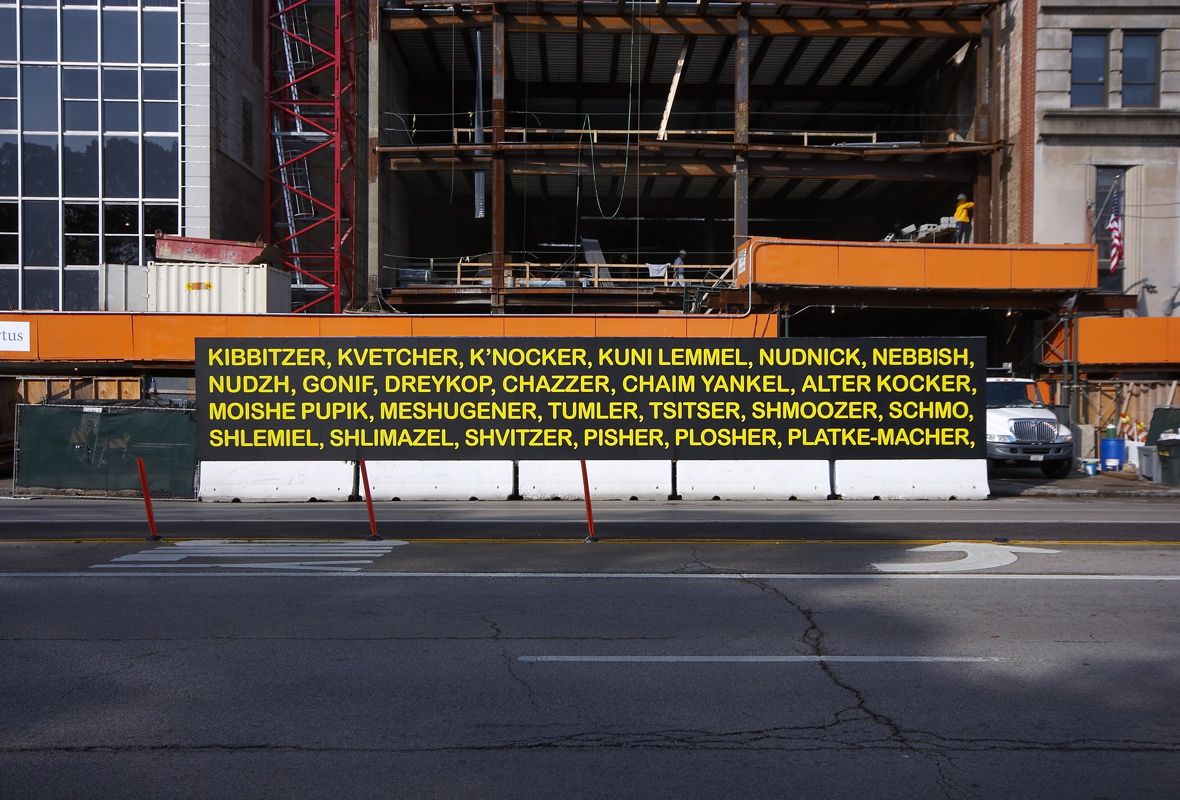 KIBBITZER, KVETCHER, K'NOCKER, KUNI LEMMEL, NUDNICK, NEBBISH,
NUDZH, GONIF, DREYKOP, CHAZZER, CHAIM YANKEL, ALTER KOCKER,
MOISHE PUPIK, MESHUGENER, TUMLER, TSITSER, SHMOOZER, SCHMO,
SHLEMIEL, SHLIMAZEL, SHVITZER, PISHER, PLOSHER, PLATKE-MACHER,